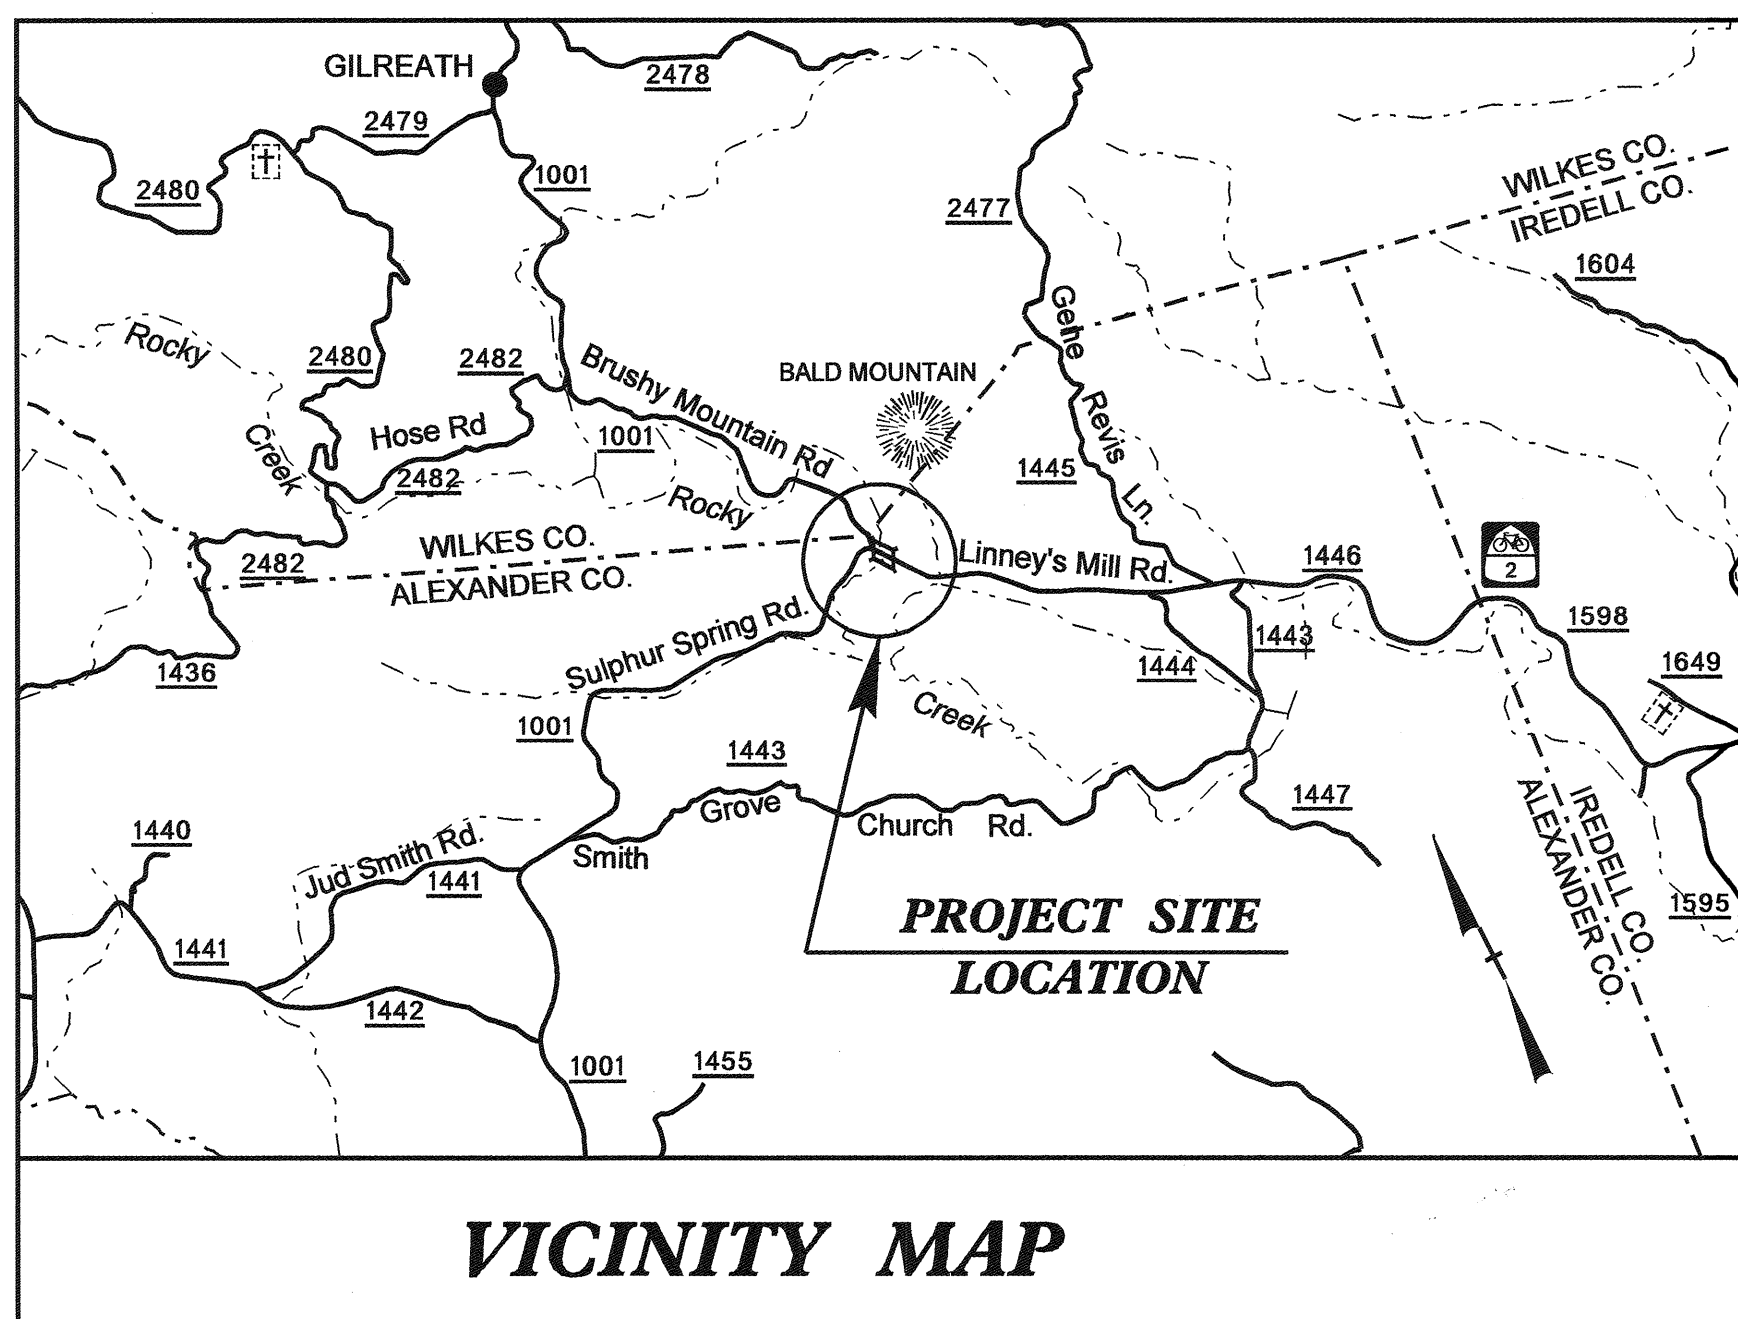 GILREATH
2478
2479
1001
2480
2477
WILKES CO.
IREDELL CO.
1604
Gene Revis Ln.
Rocky Creek
2480
2482
Brushy Mountain Rd
BALD MOUNTAIN
Hose Rd
1001
2482
1445
Rocky
WILKES CO.
ALEXANDER CO.
2482
Linney's Mill Rd.
1446
2
1598
1443
1444
1649
1436
Sulphur Spring Rd.
1001
Creek
1443
1447
Smith Grove Church Rd.
1440
Jud Smith Rd.
1441
IREDELL CO.
ALEXANDER CO.
1595
1441
PROJECT SITE
LOCATION
1442
1001
1455
VICINITY MAP